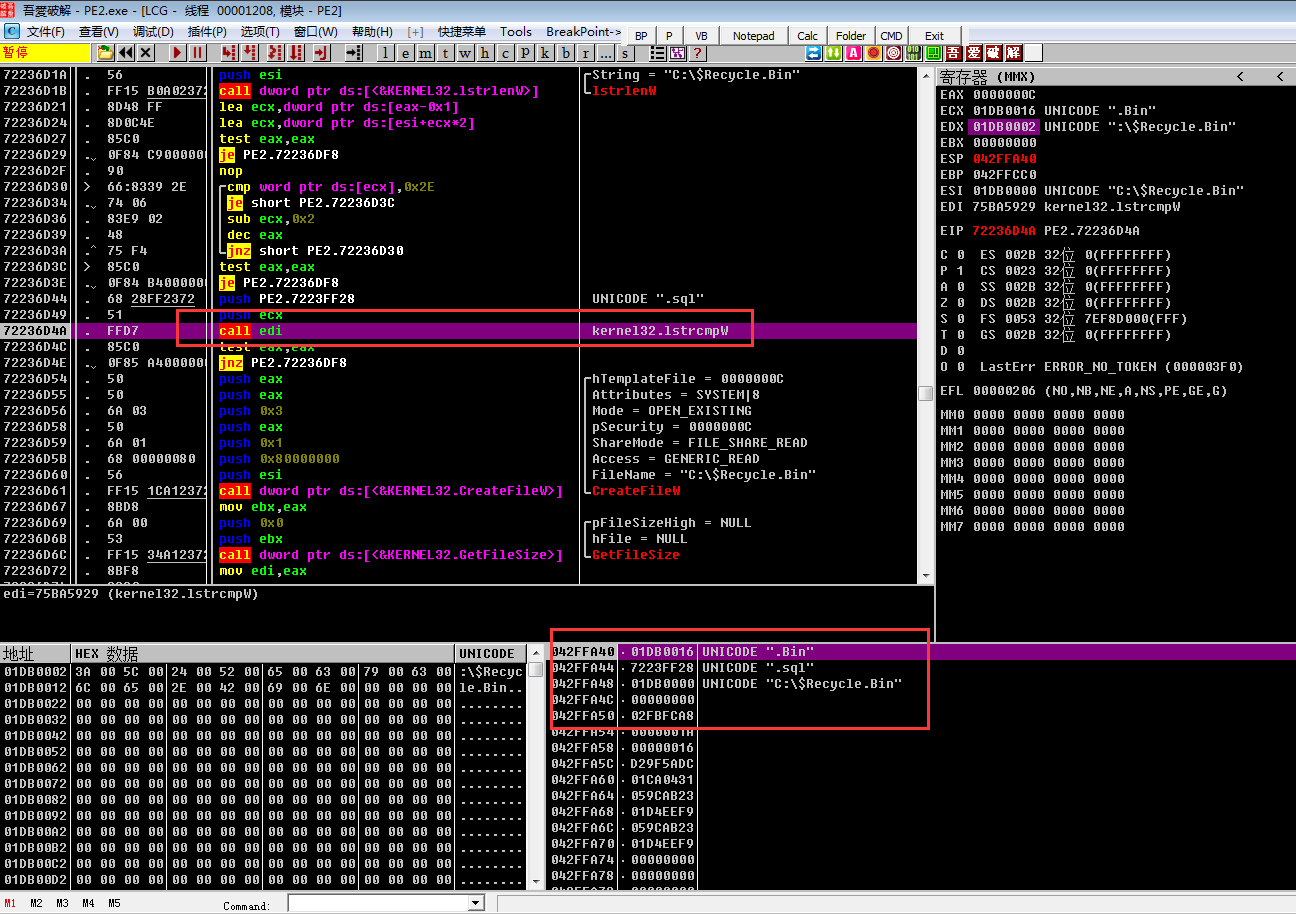 吾愛破解 - PE2.exe - [LCG - 线程 00001208, 模块 - PE2]
文件(F) 查看(V) 调试(D) 插件(P) 选项(T) 窗口(W) 帮助(H) [+] 快捷菜单 Tools BreakPoint-> BP P VB Notepad Calc Folder CMD Exit
暂停 l e m t w h c p k b r ... s ? 吾 爱 破 解
72236D1A . 56 push esi ┌String = "C:\$Recycle.Bin"
72236D1B . FF15 B0A02372 call dword ptr ds:[<&KERNEL32.lstrlenW>] └lstrlenW
72236D21 . 8D48 FF lea ecx,dword ptr ds:[eax-0x1]
72236D24 . 8D0C4E lea ecx,dword ptr ds:[esi+ecx*2]
72236D27 . 85C0 test eax,eax
72236D29 .v 0F84 C9000000 je PE2.72236DF8
72236D2F . 90 nop
72236D30 > 66:8339 2E ┌cmp word ptr ds:[ecx],0x2E
72236D34 .v 74 06 je short PE2.72236D3C
72236D36 . 83E9 02 sub ecx,0x2
72236D39 . 48 dec eax
72236D3A .^ 75 F4 └jnz short PE2.72236D30
72236D3C > 85C0 test eax,eax
72236D3E .v 0F84 B4000000 je PE2.72236DF8
72236D44 . 68 28FF2372 push PE2.7223FF28 UNICODE ".sql"
72236D49 . 51 push ecx
72236D4A . FFD7 call edi kernel32.lstrcmpW
72236D4C . 85C0 test eax,eax
72236D4E .v 0F85 A4000000 jnz PE2.72236DF8
72236D54 . 50 push eax ┌hTemplateFile = 0000000C
72236D55 . 50 push eax Attributes = SYSTEM|8
72236D56 . 6A 03 push 0x3 Mode = OPEN_EXISTING
72236D58 . 50 push eax pSecurity = 0000000C
72236D59 . 6A 01 push 0x1 ShareMode = FILE_SHARE_READ
72236D5B . 68 00000080 push 0x80000000 Access = GENERIC_READ
72236D60 . 56 push esi FileName = "C:\$Recycle.Bin"
72236D61 . FF15 1CA12372 call dword ptr ds:[<&KERNEL32.CreateFileW>] └CreateFileW
72236D67 . 8BD8 mov ebx,eax
72236D69 . 6A 00 push 0x0 ┌pFileSizeHigh = NULL
72236D6B . 53 push ebx hFile = NULL
72236D6C . FF15 34A12372 call dword ptr ds:[<&KERNEL32.GetFileSize>] └GetFileSize
72236D72 . 8BF8 mov edi,eax
edi=75BA5929 (kernel32.lstrcmpW)
寄存器 (MMX) < <
EAX 0000000C
ECX 01DB0016 UNICODE ".Bin"
EDX 01DB0002 UNICODE ":\$Recycle.Bin"
EBX 00000000
ESP 042FFA40
EBP 042FFCC0
ESI 01DB0000 UNICODE "C:\$Recycle.Bin"
EDI 75BA5929 kernel32.lstrcmpW
EIP 72236D4A PE2.72236D4A
C 0 ES 002B 32位 0(FFFFFFFF)
P 1 CS 0023 32位 0(FFFFFFFF)
A 0 SS 002B 32位 0(FFFFFFFF)
Z 0 DS 002B 32位 0(FFFFFFFF)
S 0 FS 0053 32位 7EF8D000(FFF)
T 0 GS 002B 32位 0(FFFFFFFF)
D 0
O 0 LastErr ERROR_NO_TOKEN (000003F0)
EFL 00000206 (NO,NB,NE,A,NS,PE,GE,G)
MM0 0000 0000 0000 0000
MM1 0000 0000 0000 0000
MM2 0000 0000 0000 0000
MM3 0000 0000 0000 0000
MM4 0000 0000 0000 0000
MM5 0000 0000 0000 0000
MM6 0000 0000 0000 0000
MM7 0000 0000 0000 0000
地址 HEX 数据 UNICODE
01DB0002 3A 00 5C 00 24 00 52 00 65 00 63 00 79 00 63 00 :\$Recyc
01DB0012 6C 00 65 00 2E 00 42 00 69 00 6E 00 00 00 00 00 le.Bin..
01DB0022 00 00 00 00 00 00 00 00 00 00 00 00 00 00 00 00 ........
01DB0032 00 00 00 00 00 00 00 00 00 00 00 00 00 00 00 00 ........
01DB0042 00 00 00 00 00 00 00 00 00 00 00 00 00 00 00 00 ........
01DB0052 00 00 00 00 00 00 00 00 00 00 00 00 00 00 00 00 ........
01DB0062 00 00 00 00 00 00 00 00 00 00 00 00 00 00 00 00 ........
01DB0072 00 00 00 00 00 00 00 00 00 00 00 00 00 00 00 00 ........
01DB0082 00 00 00 00 00 00 00 00 00 00 00 00 00 00 00 00 ........
01DB0092 00 00 00 00 00 00 00 00 00 00 00 00 00 00 00 00 ........
01DB00A2 00 00 00 00 00 00 00 00 00 00 00 00 00 00 00 00 ........
01DB00B2 00 00 00 00 00 00 00 00 00 00 00 00 00 00 00 00 ........
01DB00C2 00 00 00 00 00 00 00 00 00 00 00 00 00 00 00 00 ........
01DB00D2 00 00 00 00 00 00 00 00 00 00 00 00 00 00 00 00 ........
042FFA40 01DB0016 UNICODE ".Bin"
042FFA44 7223FF28 UNICODE ".sql"
042FFA48 01DB0000 UNICODE "C:\$Recycle.Bin"
042FFA4C 00000000
042FFA50 02FBFCA8
042FFA54 0000001A
042FFA58 00000016
042FFA5C D29F5ADC
042FFA60 01CA0431
042FFA64 059CAB23
042FFA68 01D4EEF9
042FFA6C 059CAB23
042FFA70 01D4EEF9
042FFA74 00000000
042FFA78 00000000
M1 M2 M3 M4 M5 Command: